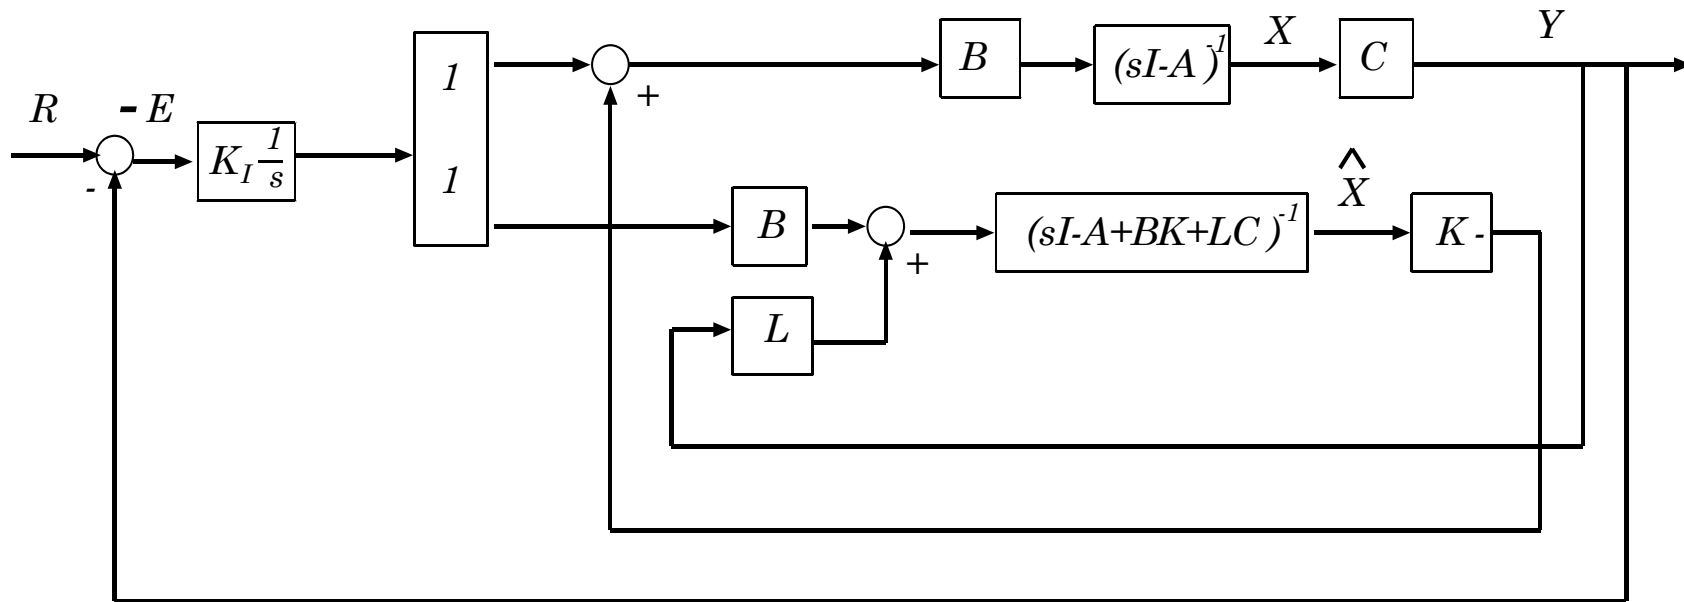 R
- E
-
K_I 1/s
1
1
+
B
(sI-A)^-1
X
C
Y
B
+
(sI-A+BK+LC)^-1
X̂
K -
L